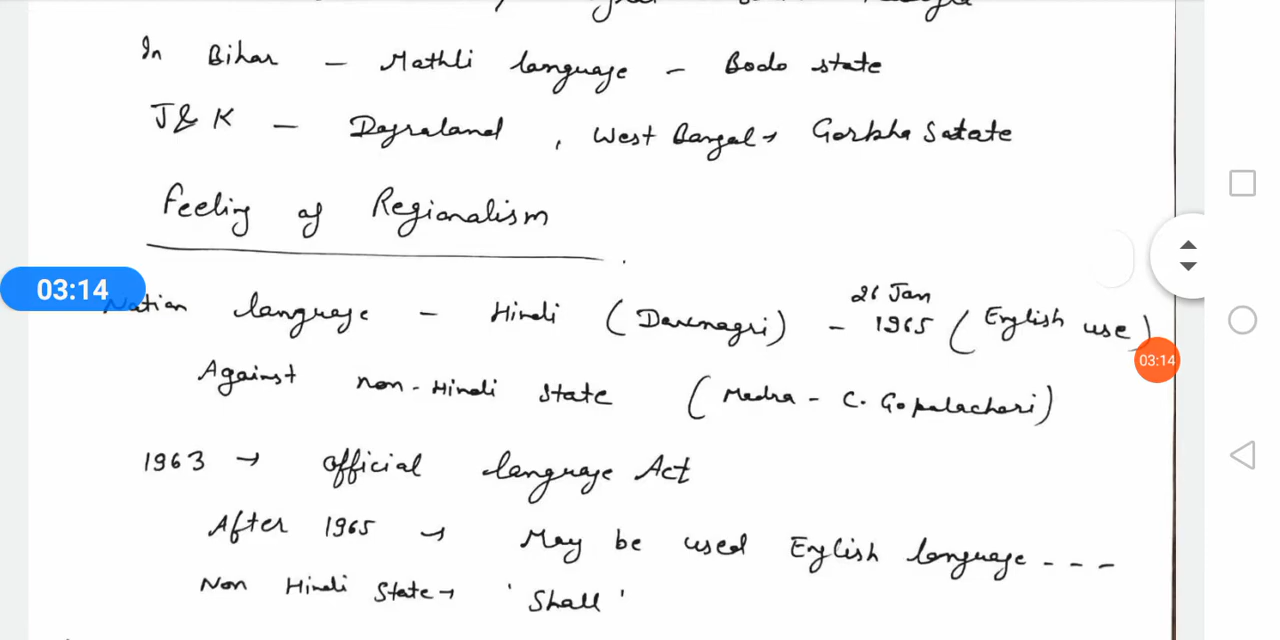 In Bihar - Mathli language - Bodo state
J&K - Dograland, West Bangal → Gorkha Satate
Feeling of Regionalism
Nation language - Hindi (Devenagri) - 26 Jan 1965 (English use)
03:14
03:14
Against non-Hindi state (Madra - C. Gopalachari)
1963 → official language Act
After 1965 → May be used English language - - -
Non Hindi State → 'Shall'